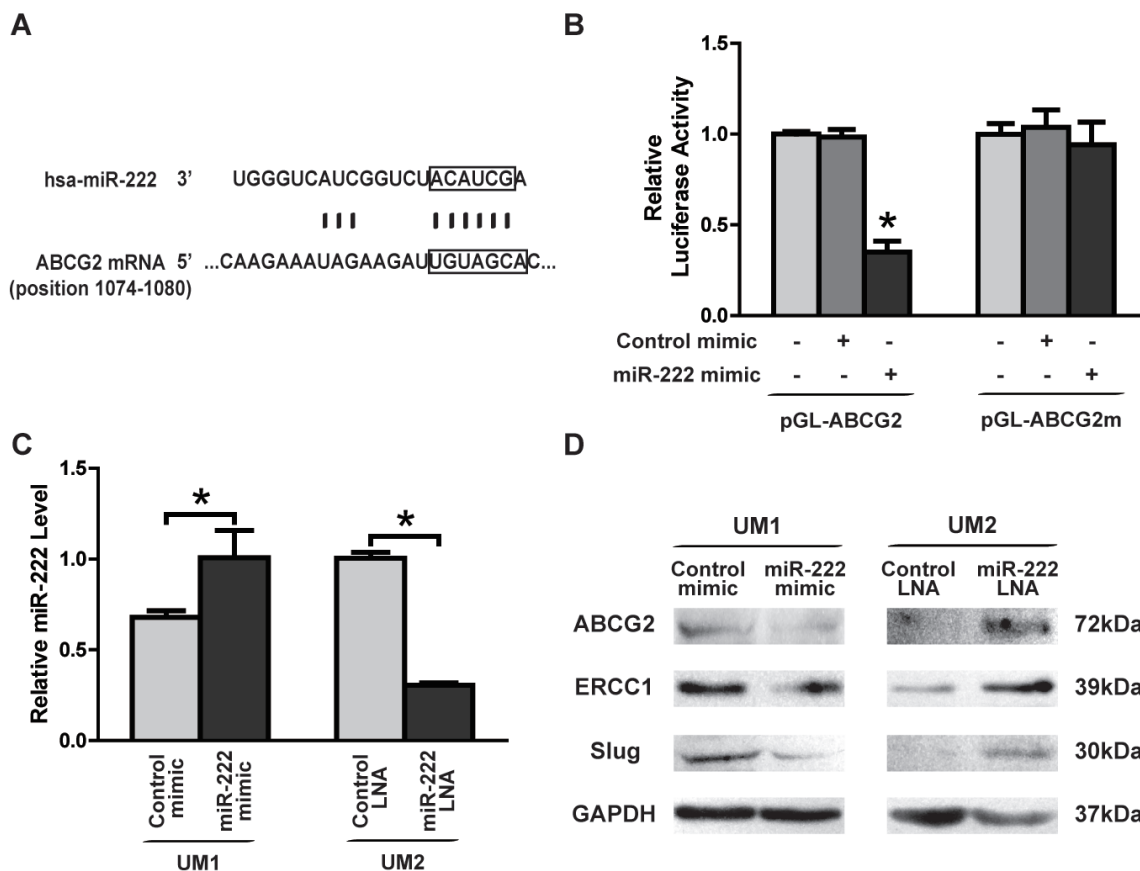 A
hsa-miR-222 3’ UGGGUCAUCGGUCUACAUCGA
ABCG2 mRNA 5’ ...CAAGAAAUAGAAGAUUGUAGCAC...
(position 1074-1080)
B
Relative
Luciferase Activity
1.5
1.0
0.5
0.0
*
Control mimic - + - - + -
miR-222 mimic - - + - - +
pGL-ABCG2 pGL-ABCG2m
C
Relative miR-222 Level
1.5
1.0
0.5
0.0
* *
Control
mimic
miR-222
mimic
Control
LNA
miR-222
LNA
UM1 UM2
D
UM1 UM2
Control miR-222 Control miR-222
mimic mimic LNA LNA
ABCG2 72kDa
ERCC1 39kDa
Slug 30kDa
GAPDH 37kDa